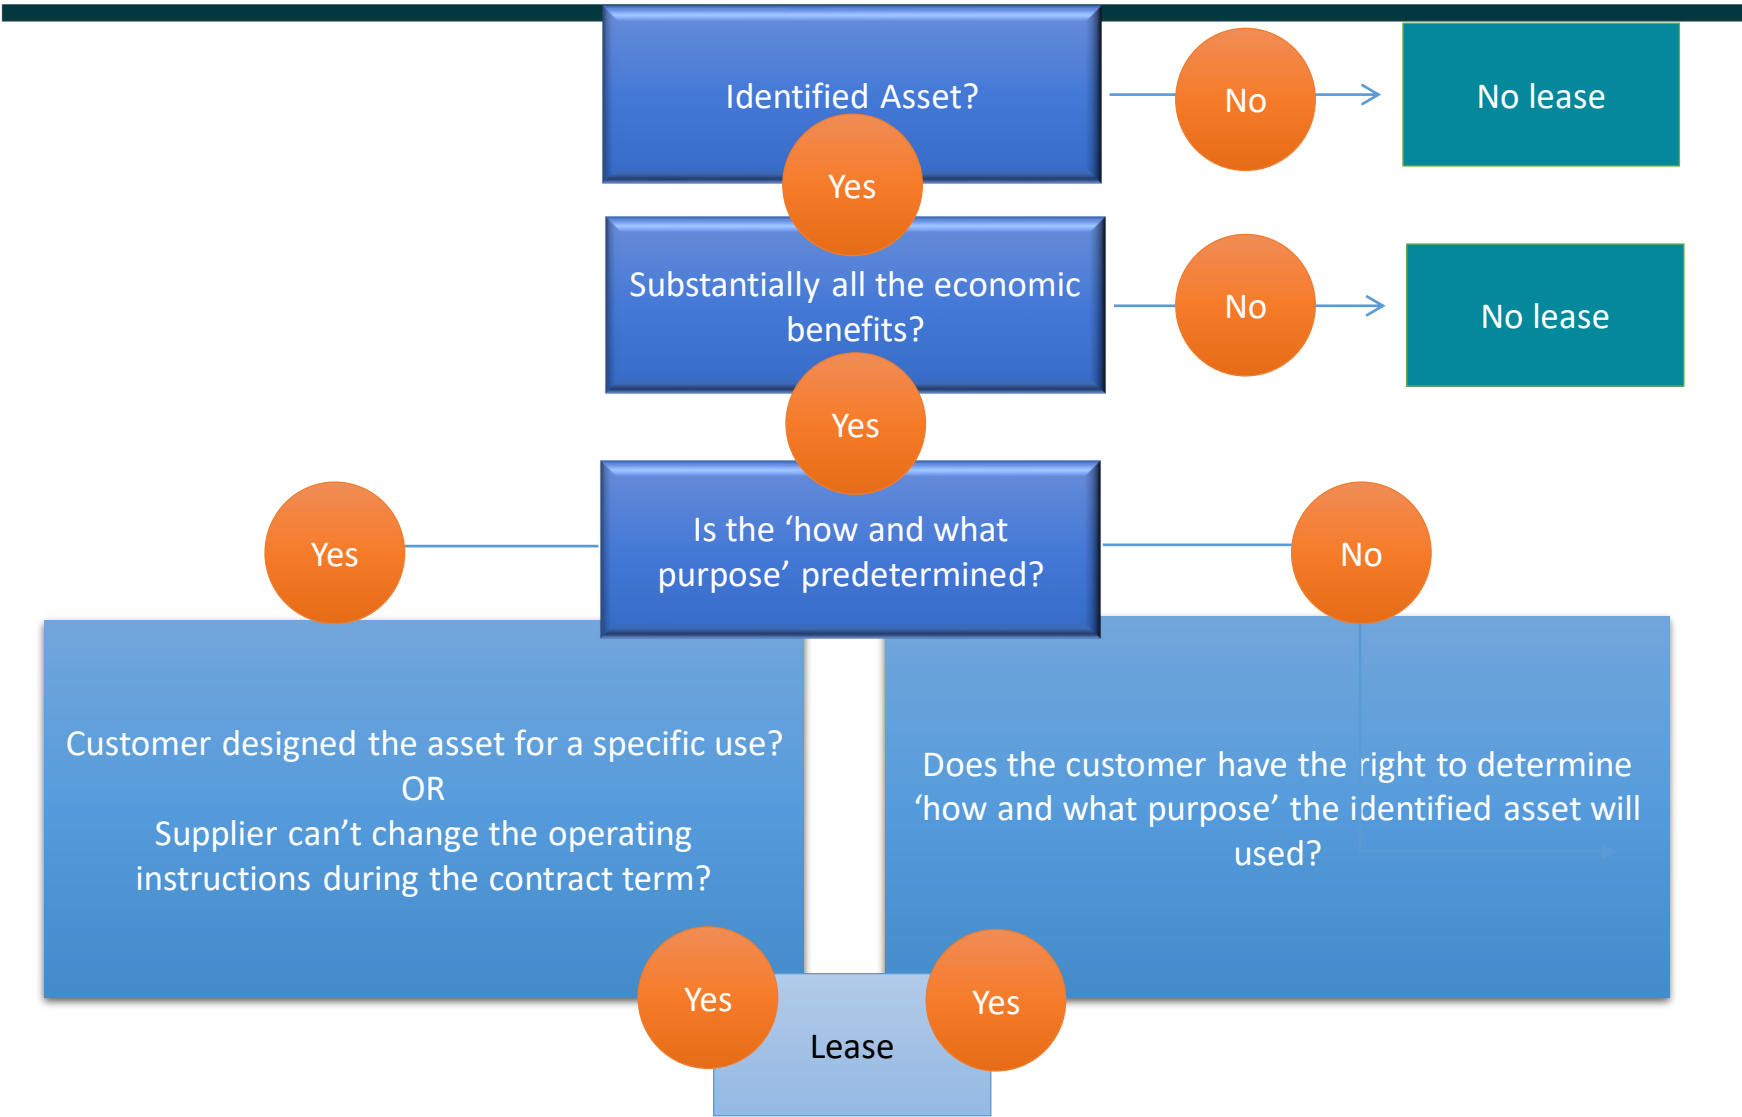 Identified Asset?
No
No lease
Yes
Substantially all the economic
benefits?
No
No lease
Yes
Is the ‘how and what
purpose’ predetermined?
Yes
No
Customer designed the asset for a specific use?
OR
Supplier can’t change the operating
instructions during the contract term?
Does the customer have the right to determine
‘how and what purpose’ the identified asset will
used?
Yes
Yes
Lease